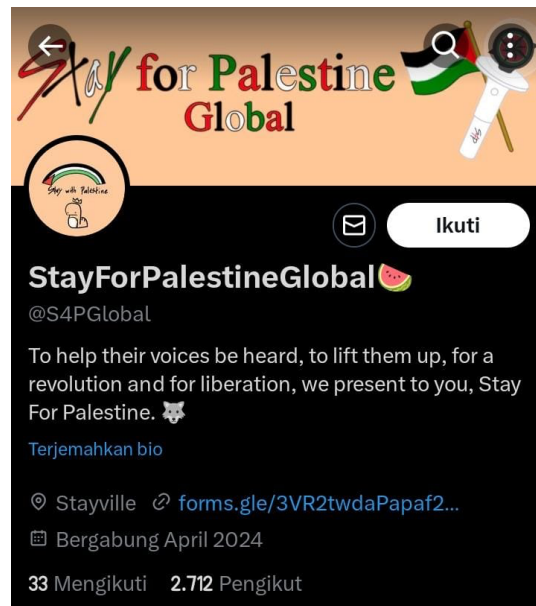 Stay for Palestine
Global
Stay with Palestine
Ikuti
StayForPalestineGlobal🍉
@S4PGlobal
To help their voices be heard, to lift them up, for a
revolution and for liberation, we present to you, Stay
For Palestine. 🐺
Terjemahkan bio
Stayville forms.gle/3VR2twdaPapaf2...
Bergabung April 2024
33 Mengikuti 2.712 Pengikut